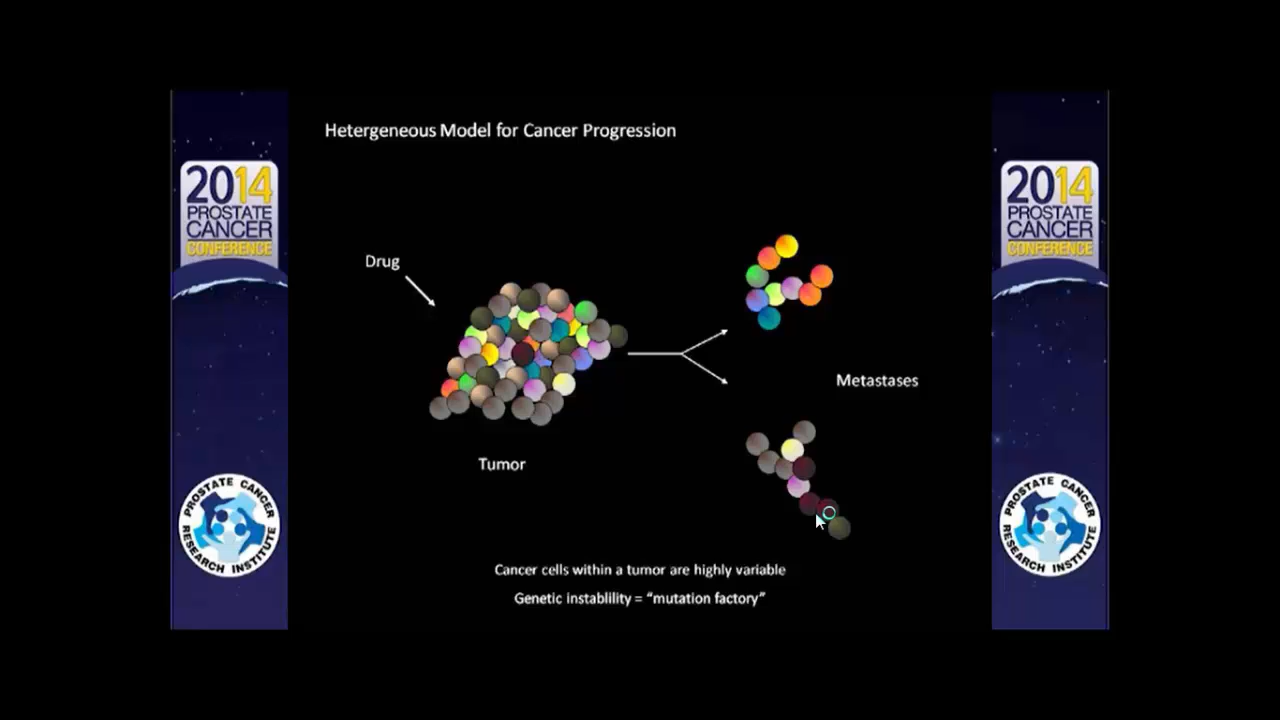 Hetergeneous Model for Cancer Progression
2014
PROSTATE
CANCER
CONFERENCE
2014
PROSTATE
CANCER
CONFERENCE
Drug
Metastases
Tumor
PROSTATE CANCER
RESEARCH INSTITUTE
PROSTATE CANCER
RESEARCH INSTITUTE
Cancer cells within a tumor are highly variable
Genetic instablility = “mutation factory”